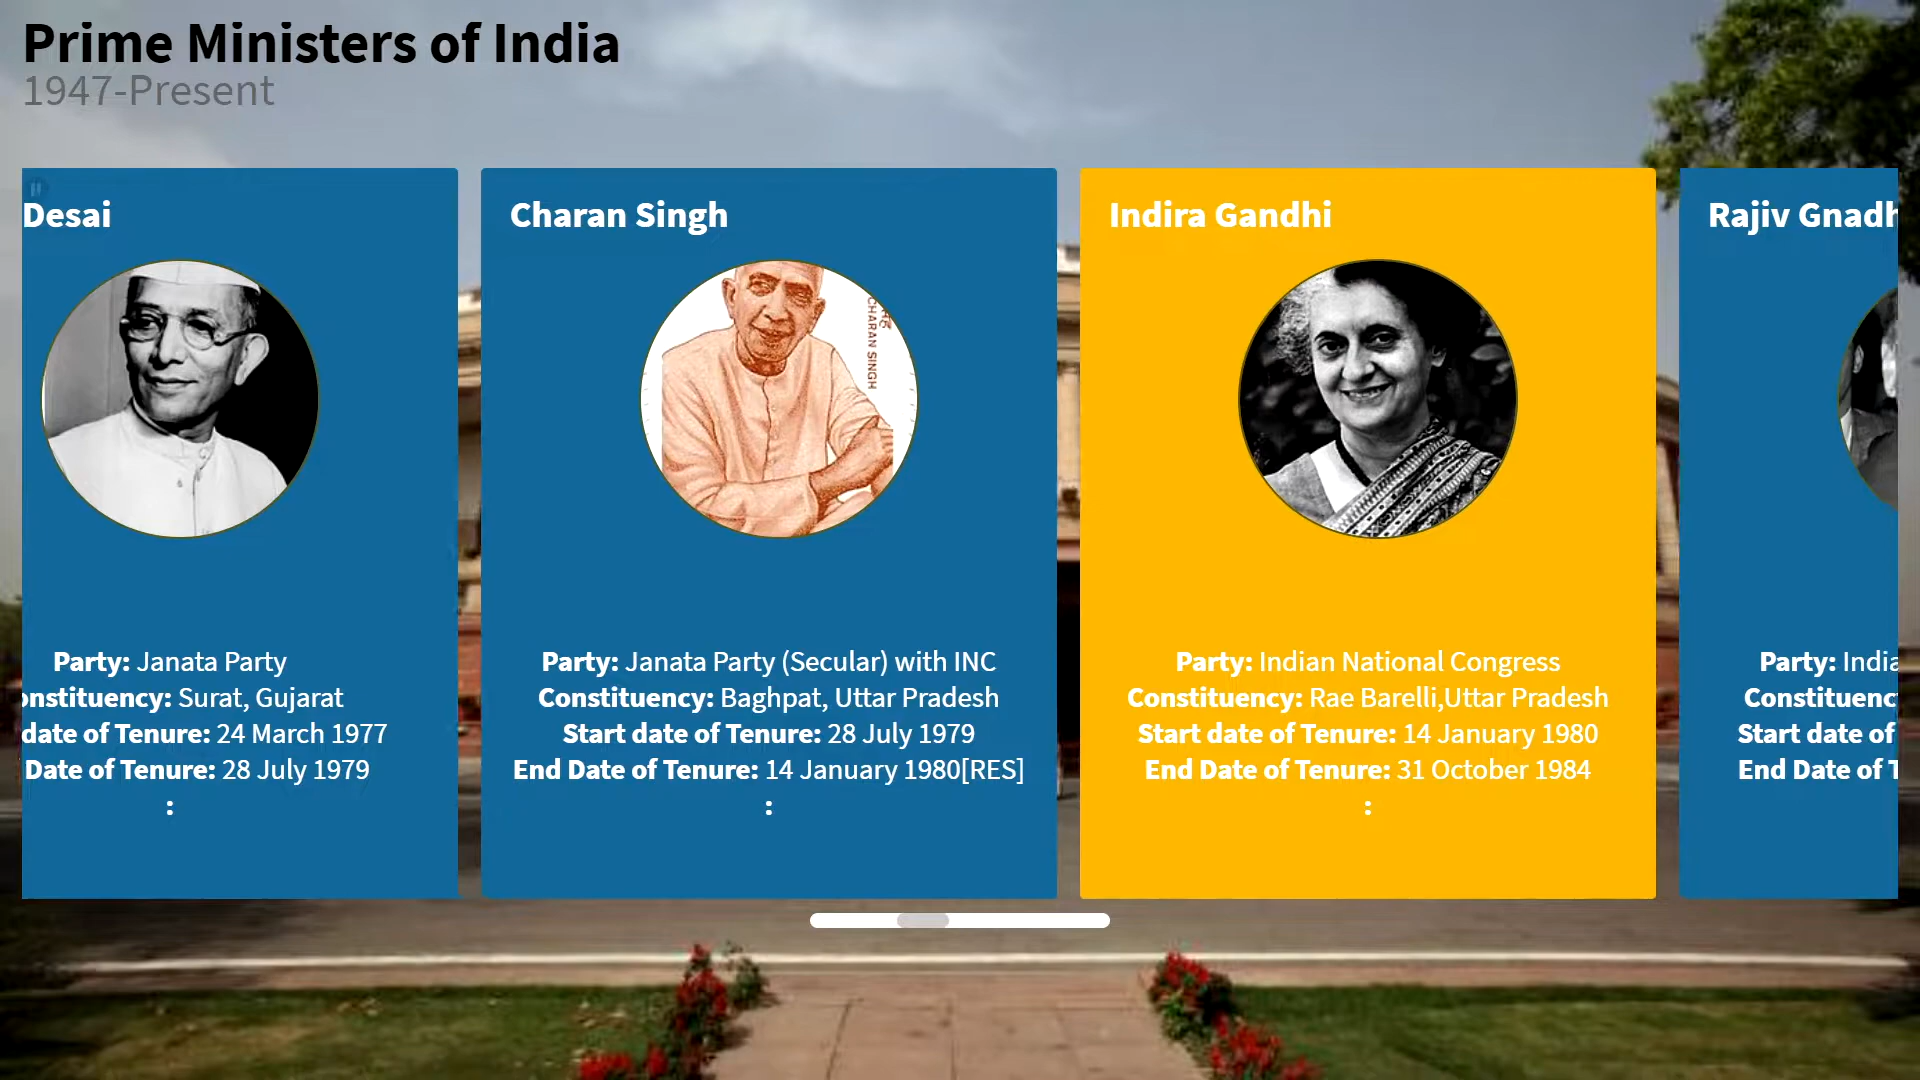 Prime Ministers of India
1947-Present
Desai
Party: Janata Party
onstituency: Surat, Gujarat
date of Tenure: 24 March 1977
Date of Tenure: 28 July 1979
:
Charan Singh
CHARAN SINGH
Party: Janata Party (Secular) with INC
Constituency: Baghpat, Uttar Pradesh
Start date of Tenure: 28 July 1979
End Date of Tenure: 14 January 1980[RES]
:
Indira Gandhi
Party: Indian National Congress
Constituency: Rae Barelli,Uttar Pradesh
Start date of Tenure: 14 January 1980
End Date of Tenure: 31 October 1984
:
Rajiv Gnadh
Party: India
Constituenc
Start date of
End Date of T